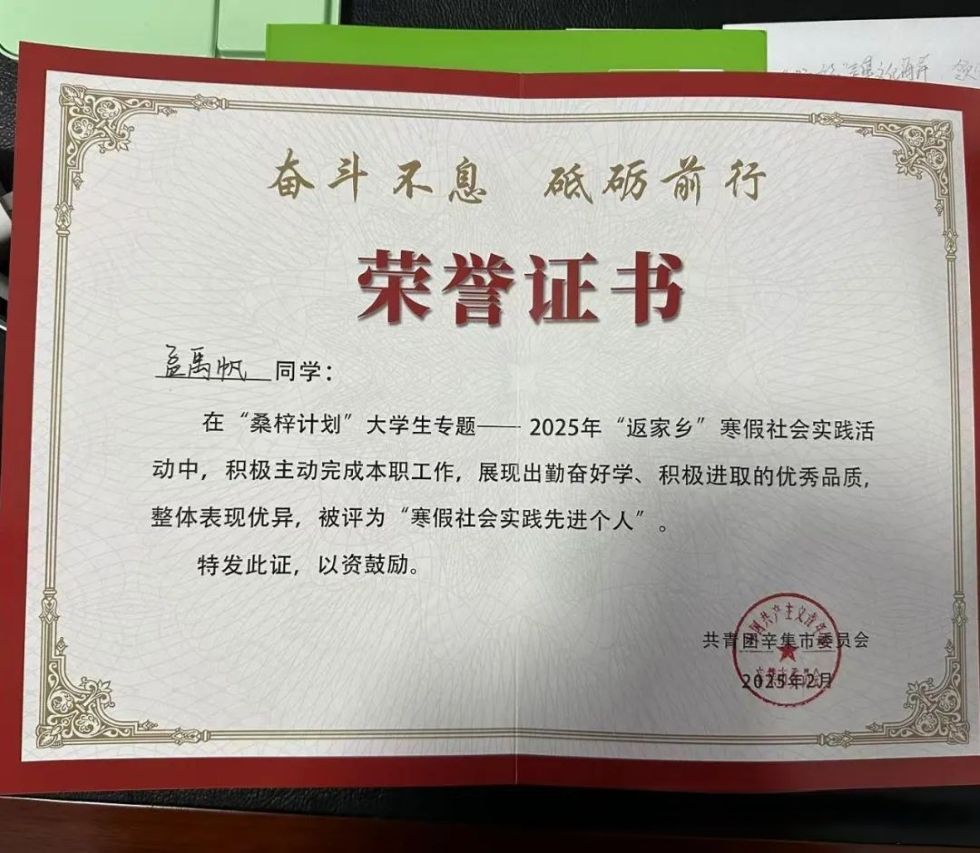 奋斗不息 砥砺前行
荣誉证书
孟禹帆 同学：
在“桑梓计划”大学生专题—— 2025年“返家乡”寒假社会实践活
动中，积极主动完成本职工作，展现出勤奋好学、积极进取的优秀品质，
整体表现优异，被评为“寒假社会实践先进个人”。
特发此证，以资鼓励。
共青团辛集市委员会
2025年2月